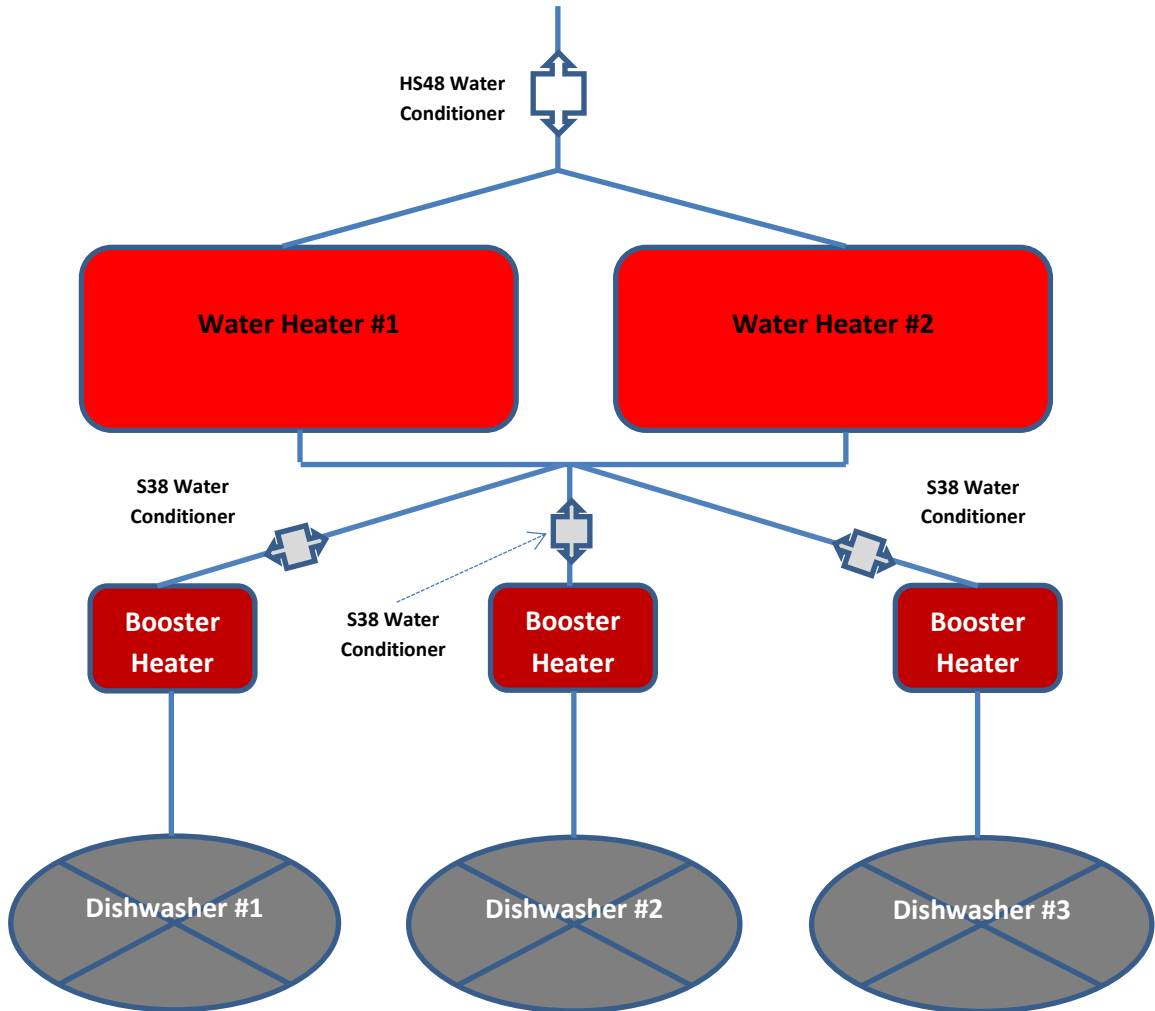 HS48 Water
Conditioner
Water Heater #1
Water Heater #2
S38 Water
Conditioner
S38 Water
Conditioner
S38 Water
Conditioner
Booster
Heater
Booster
Heater
Booster
Heater
Dishwasher #1
Dishwasher #2
Dishwasher #3